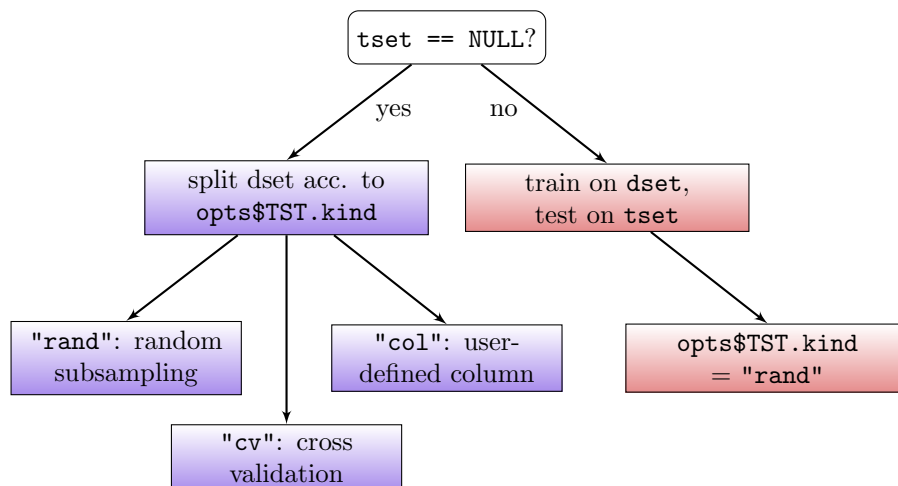 tset == NULL?
yes
no
split dset acc. to
opts$TST.kind
train on dset,
test on tset
"rand": random
subsampling
"col": user-
defined column
opts$TST.kind
= "rand"
"cv": cross
validation